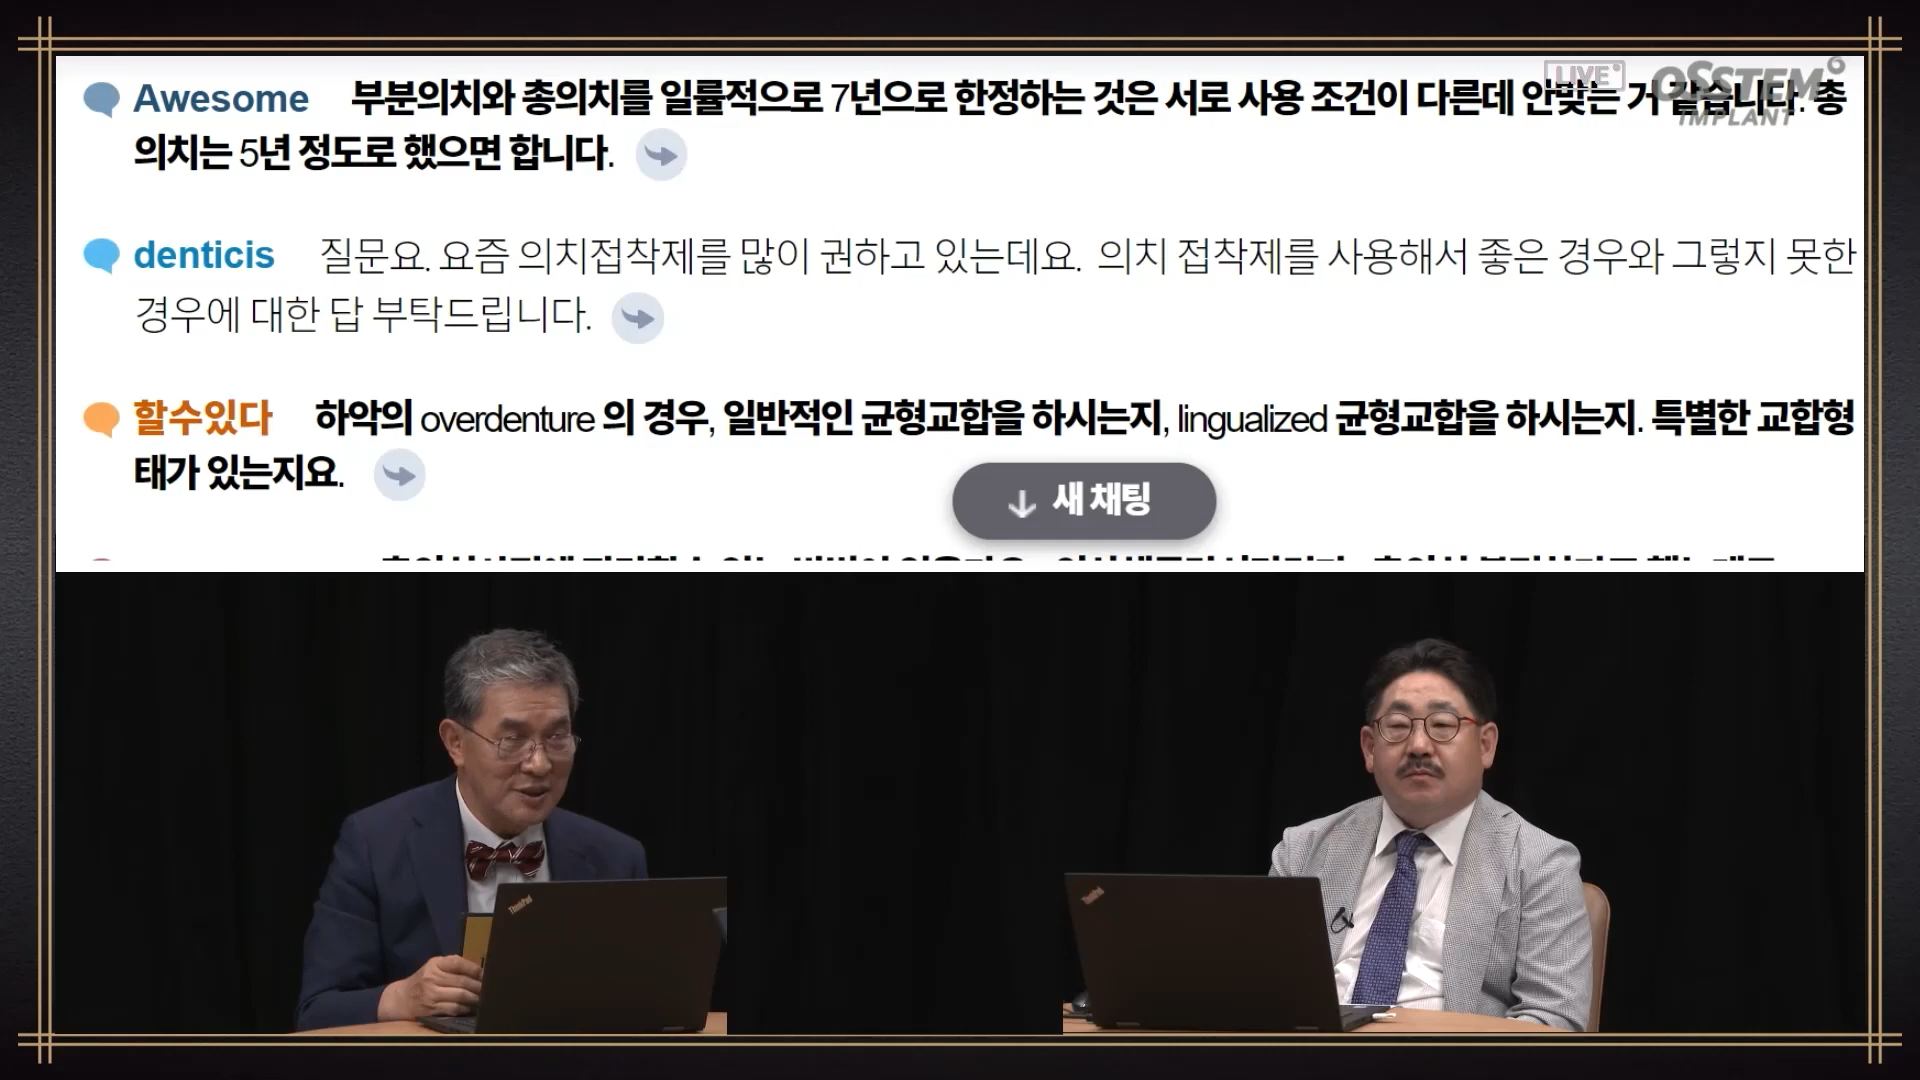 LIVE
OSSTEM
IMPLANT
Awesome 부분의치와 총의치를 일률적으로 7년으로 한정하는 것은 서로 사용 조건이 다른데 안맞는 거 같습니다. 총
의치는 5년 정도로 했으면 합니다.
denticis 질문요. 요즘 의치접착제를 많이 권하고 있는데요. 의치 접착제를 사용해서 좋은 경우와 그렇지 못한
경우에 대한 답 부탁드립니다.
할수있다 하악의 overdenture 의 경우, 일반적인 균형교합을 하시는지, lingualized 균형교합을 하시는지. 특별한 교합형
태가 있는지요.
새 채팅
ThinkPad
ThinkPad